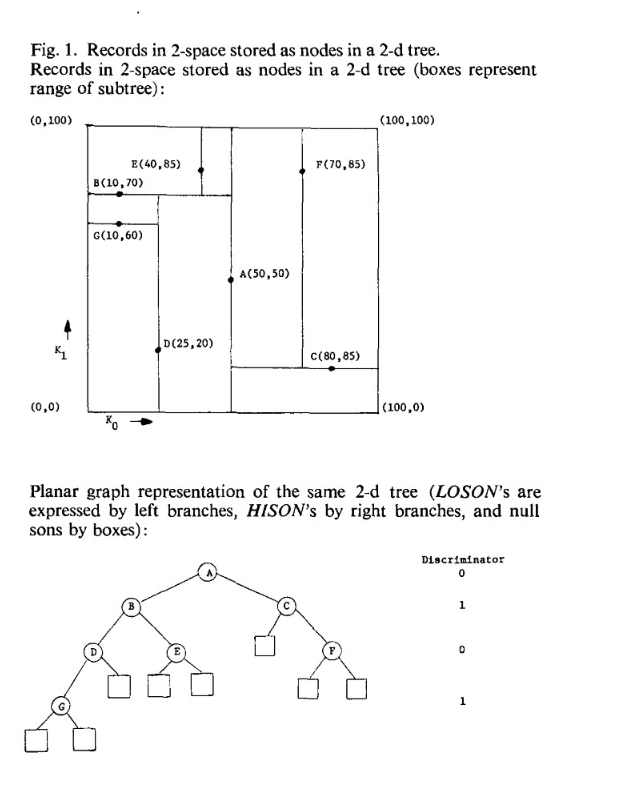 Fig. 1. Records in 2-space stored as nodes in a 2-d tree.
Records in 2-space stored as nodes in a 2-d tree (boxes represent
range of subtree):
(0,100)
(100,100)
E(40,85)
F(70,85)
B(10,70)
G(10,60)
A(50,50)
D(25,20)
C(80,85)
K1
(0,0)
(100,0)
K0
Planar graph representation of the same 2-d tree (LOSON's are
expressed by left branches, HISON's by right branches, and null
sons by boxes):
Discriminator
0
A
B
C
1
D
E
F
0
G
1